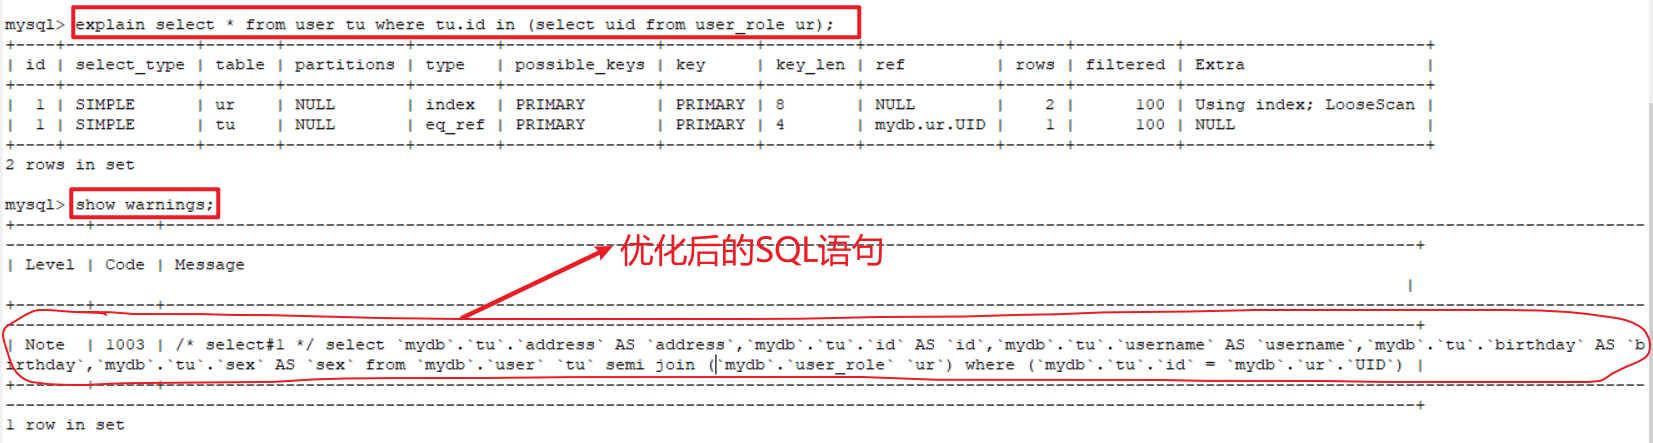 mysql> explain select * from user tu where tu.id in (select uid from user_role ur);
+----+-------------+-------+------------+--------+---------------+---------+---------+--------------+------+----------+------------------------+
| id | select_type | table | partitions | type | possible_keys | key | key_len | ref | rows | filtered | Extra |
+----+-------------+-------+------------+--------+---------------+---------+---------+--------------+------+----------+------------------------+
| 1 | SIMPLE | ur | NULL | index | PRIMARY | PRIMARY | 8 | NULL | 2 | 100 | Using index; LooseScan |
| 1 | SIMPLE | tu | NULL | eq_ref | PRIMARY | PRIMARY | 4 | mydb.ur.UID | 1 | 100 | NULL |
+----+-------------+-------+------------+--------+---------------+---------+---------+--------------+------+----------+------------------------+
2 rows in set
mysql> show warnings;
优化后的SQL语句
| Level | Code | Message
|
| Note | 1003 | /* select#1 */ select `mydb`.`tu`.`address` AS `address`,`mydb`.`tu`.`id` AS `id`,`mydb`.`tu`.`username` AS `username`,`mydb`.`tu`.`birthday` AS `b
irthday`,`mydb`.`tu`.`sex` AS `sex` from `mydb`.`user` `tu` semi join (`mydb`.`user_role` `ur`) where (`mydb`.`tu`.`id` = `mydb`.`ur`.`UID`) |
1 row in set